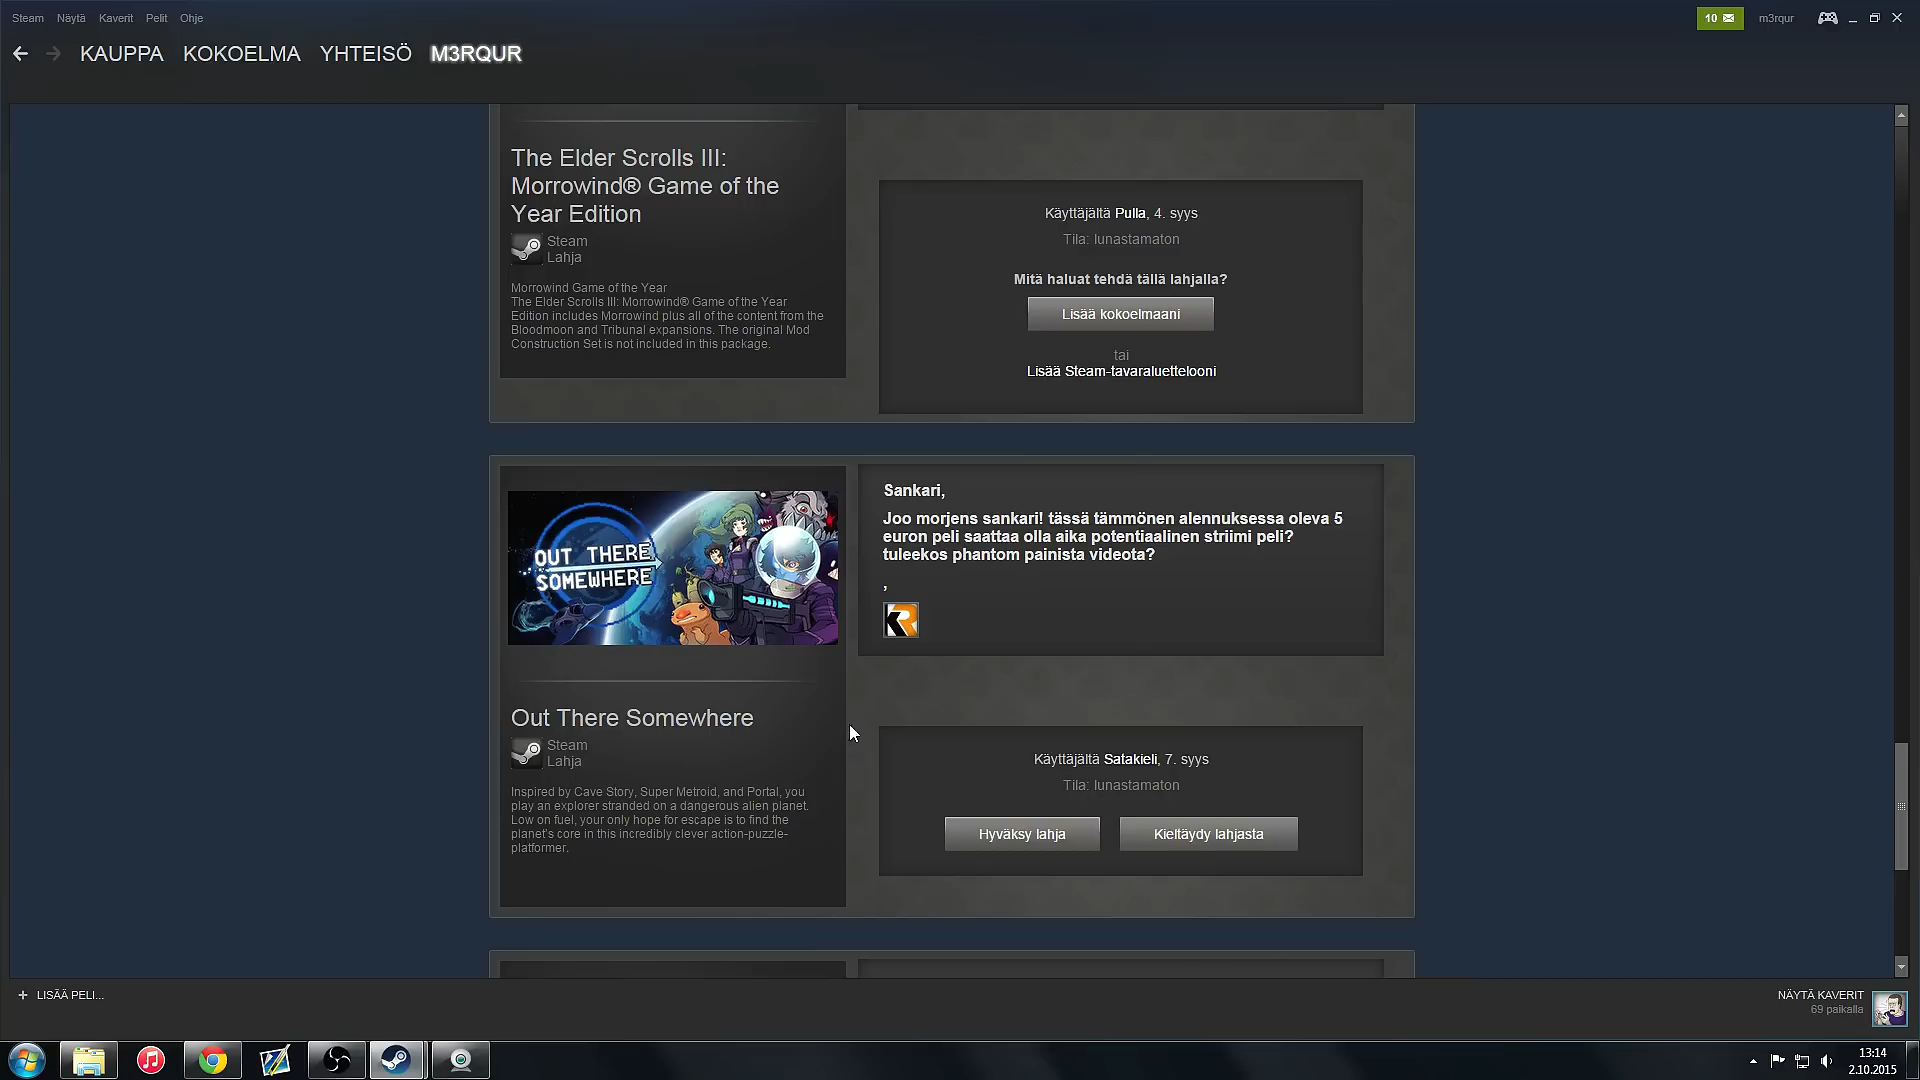 Steam Näytä Kaverit Pelit Ohje
10 m3rqur
KAUPPA KOKOELMA YHTEISÖ M3RQUR
The Elder Scrolls III:
Morrowind® Game of the
Year Edition
Steam
Lahja
Morrowind Game of the Year
The Elder Scrolls III: Morrowind® Game of the Year
Edition includes Morrowind plus all of the content from the
Bloodmoon and Tribunal expansions. The original Mod
Construction Set is not included in this package.
Käyttäjältä Pulla, 4. syys
Tila: lunastamaton
Mitä haluat tehdä tällä lahjalla?
Lisää kokoelmaani
tai
Lisää Steam-tavaraluettelooni
OUT THERE
SOMEWHERE
Sankari,
Joo morjens sankari! tässä tämmönen alennuksessa oleva 5
euron peli saattaa olla aika potentiaalinen striimi peli?
tuleekos phantom painista videota?
,
Out There Somewhere
Steam
Lahja
Inspired by Cave Story, Super Metroid, and Portal, you
play an explorer stranded on a dangerous alien planet.
Low on fuel, your only hope for escape is to find the
planet's core in this incredibly clever action-puzzle-
platformer.
Käyttäjältä Satakieli, 7. syys
Tila: lunastamaton
Hyväksy lahja
Kieltäydy lahjasta
+ LISÄÄ PELI...
NÄYTÄ KAVERIT
69 paikalla
13:14
2.10.2015